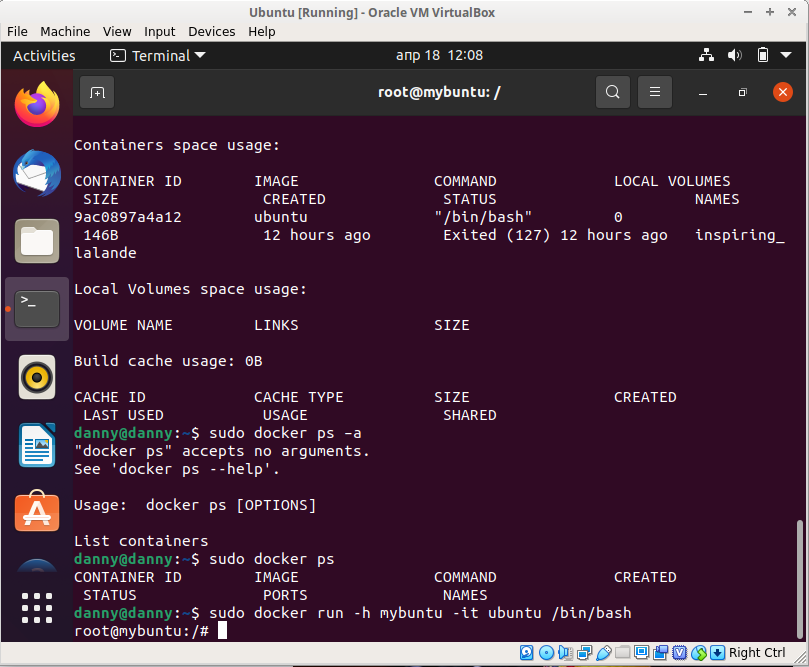 Ubuntu [Running] - Oracle VM VirtualBox
File Machine View Input Devices Help
Activities Terminal апр 18 12:08
root@mybuntu: /
Containers space usage:
CONTAINER ID IMAGE COMMAND LOCAL VOLUMES
SIZE CREATED STATUS NAMES
9ac0897a4a12 ubuntu "/bin/bash" 0
146B 12 hours ago Exited (127) 12 hours ago inspiring_
lalande
Local Volumes space usage:
VOLUME NAME LINKS SIZE
Build cache usage: 0B
CACHE ID CACHE TYPE SIZE CREATED
LAST USED USAGE SHARED
danny@danny:~$ sudo docker ps –a
"docker ps" accepts no arguments.
See 'docker ps --help'.
Usage:  docker ps [OPTIONS]
List containers
danny@danny:~$ sudo docker ps
CONTAINER ID IMAGE COMMAND CREATED
STATUS PORTS NAMES
danny@danny:~$ sudo docker run -h mybuntu -it ubuntu /bin/bash
root@mybuntu:/#
Right Ctrl